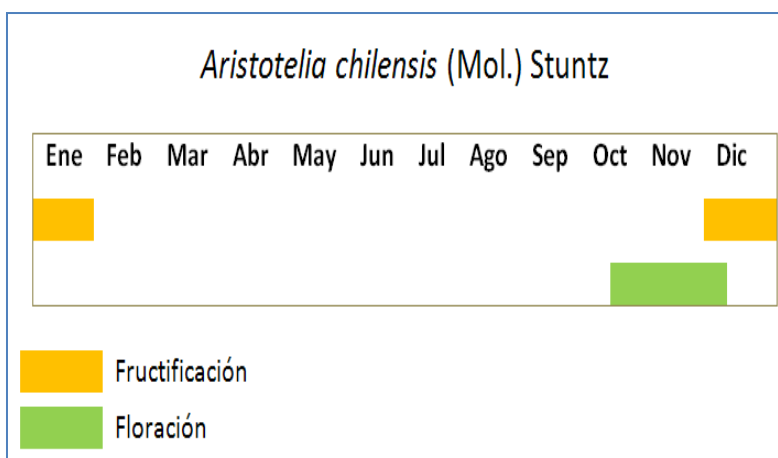 Aristotelia chilensis (Mol.) Stuntz
Ene Feb Mar Abr May Jun Jul Ago Sep Oct Nov Dic
Fructificación
Floración